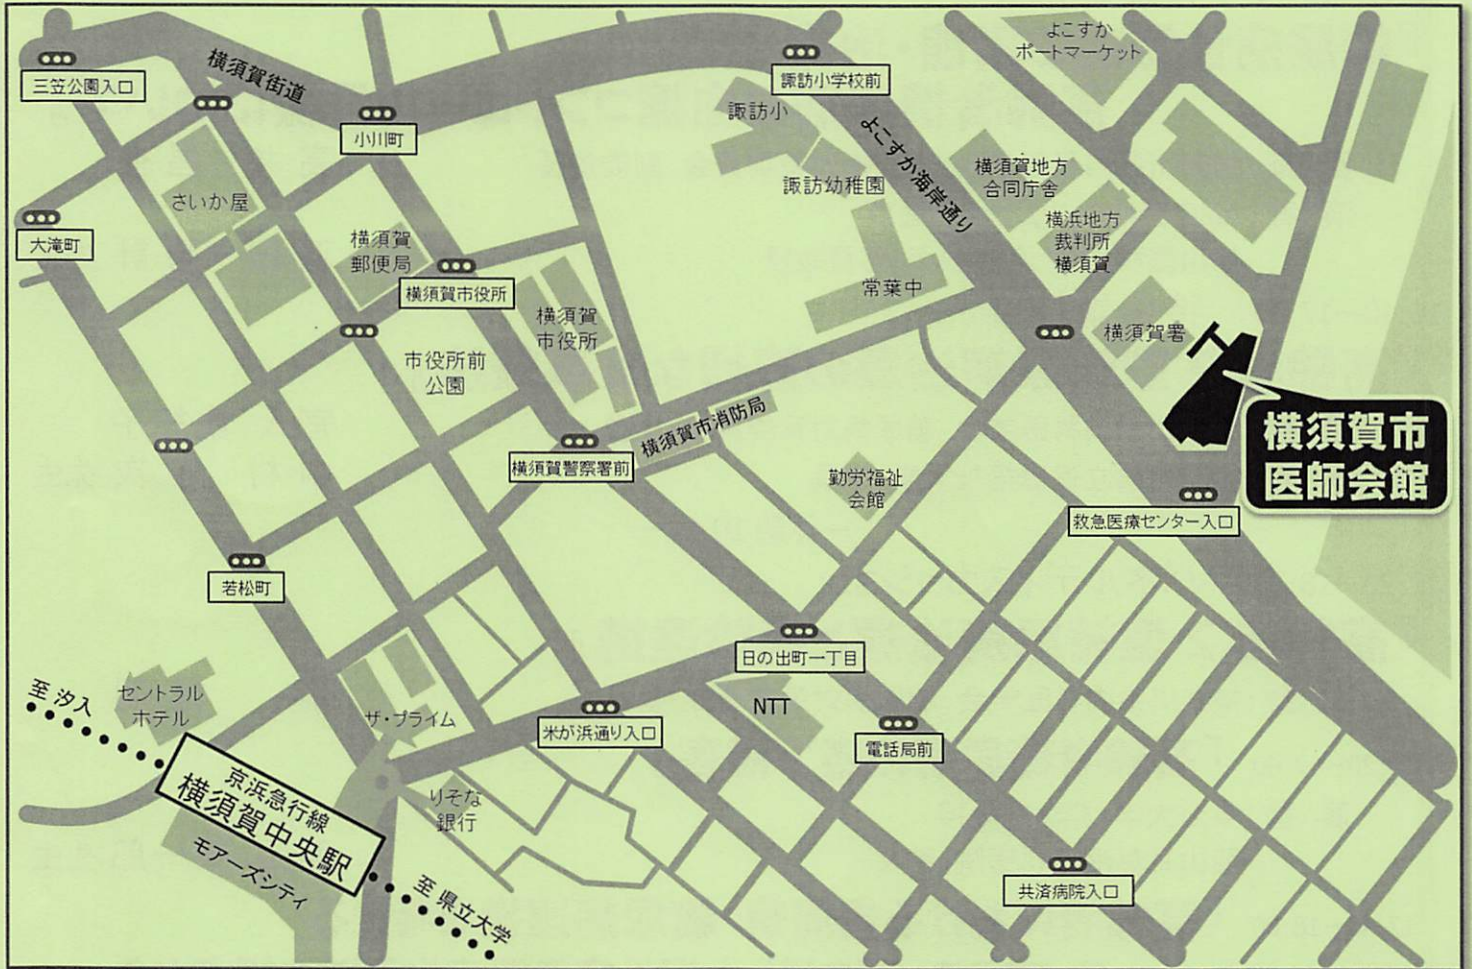 三笠公園入口
横須賀街道
小川町
諏訪小学校前
よこすか
ポートマーケット
諏訪小
諏訪幼稚園
よこすか海岸通り
横須賀地方
合同庁舎
横浜地方
裁判所
横須賀
さいか屋
大滝町
横須賀
郵便局
横須賀市役所
横須賀
市役所
常葉中
横須賀署
市役所前
公園
横須賀市消防局
横須賀警察署前
横須賀市
医師会館
勤労福祉
会館
救急医療センター入口
若松町
日の出町一丁目
至 汐入
セントラル
ホテル
ザ・プライム
米が浜通り入口
NTT
電話局前
京浜急行線
横須賀中央駅
りそな
銀行
モアーズシティ
至 県立大学
共済病院入口